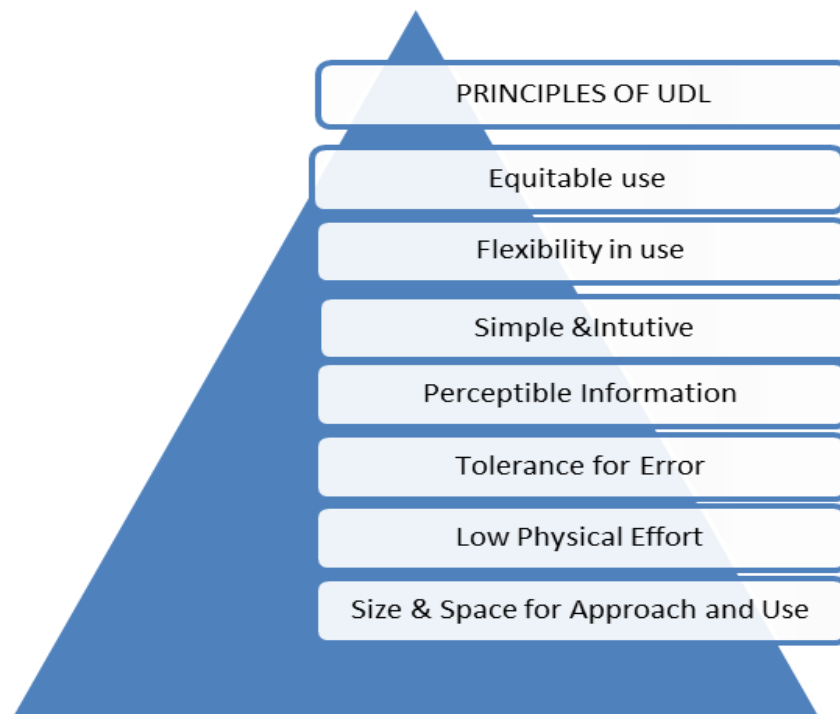 PRINCIPLES OF UDL
Equitable use
Flexibility in use
Simple &Intutive
Perceptible Information
Tolerance for Error
Low Physical Effort
Size & Space for Approach and Use